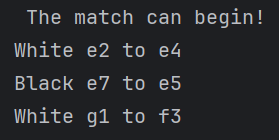 The match can begin!
White e2 to e4
Black e7 to e5
White g1 to f3